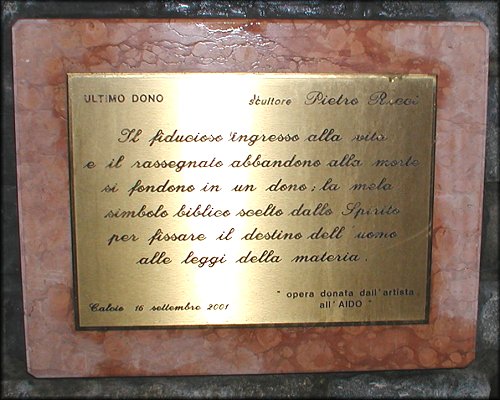 ULTIMO DONO scultore Pietro Ricci
Il fiducioso ingresso alla vita
e il rassegnato abbandono alla morte
si fondono in un dono: la mela
simbolo biblico scelto dallo Spirito
per fissare il destino dell'uomo
alle leggi della materia.
" opera donata dall'artista
all'AIDO "
Calcio 16 settembre 2001